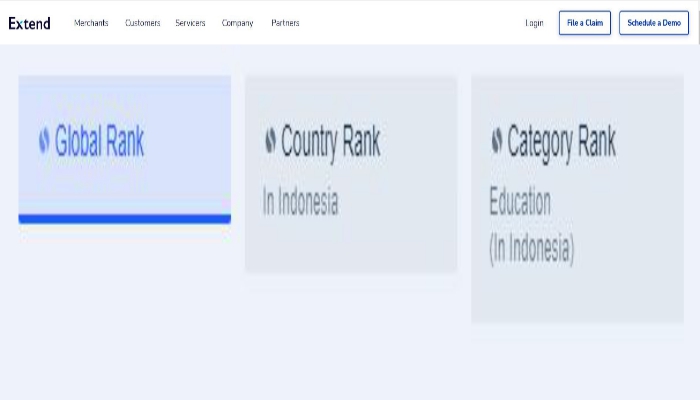 Extend Merchants Customers Servicers Company Partners Login File a Claim Schedule a Demo
Global Rank
Country Rank
In Indonesia
Category Rank
Education
(In Indonesia)